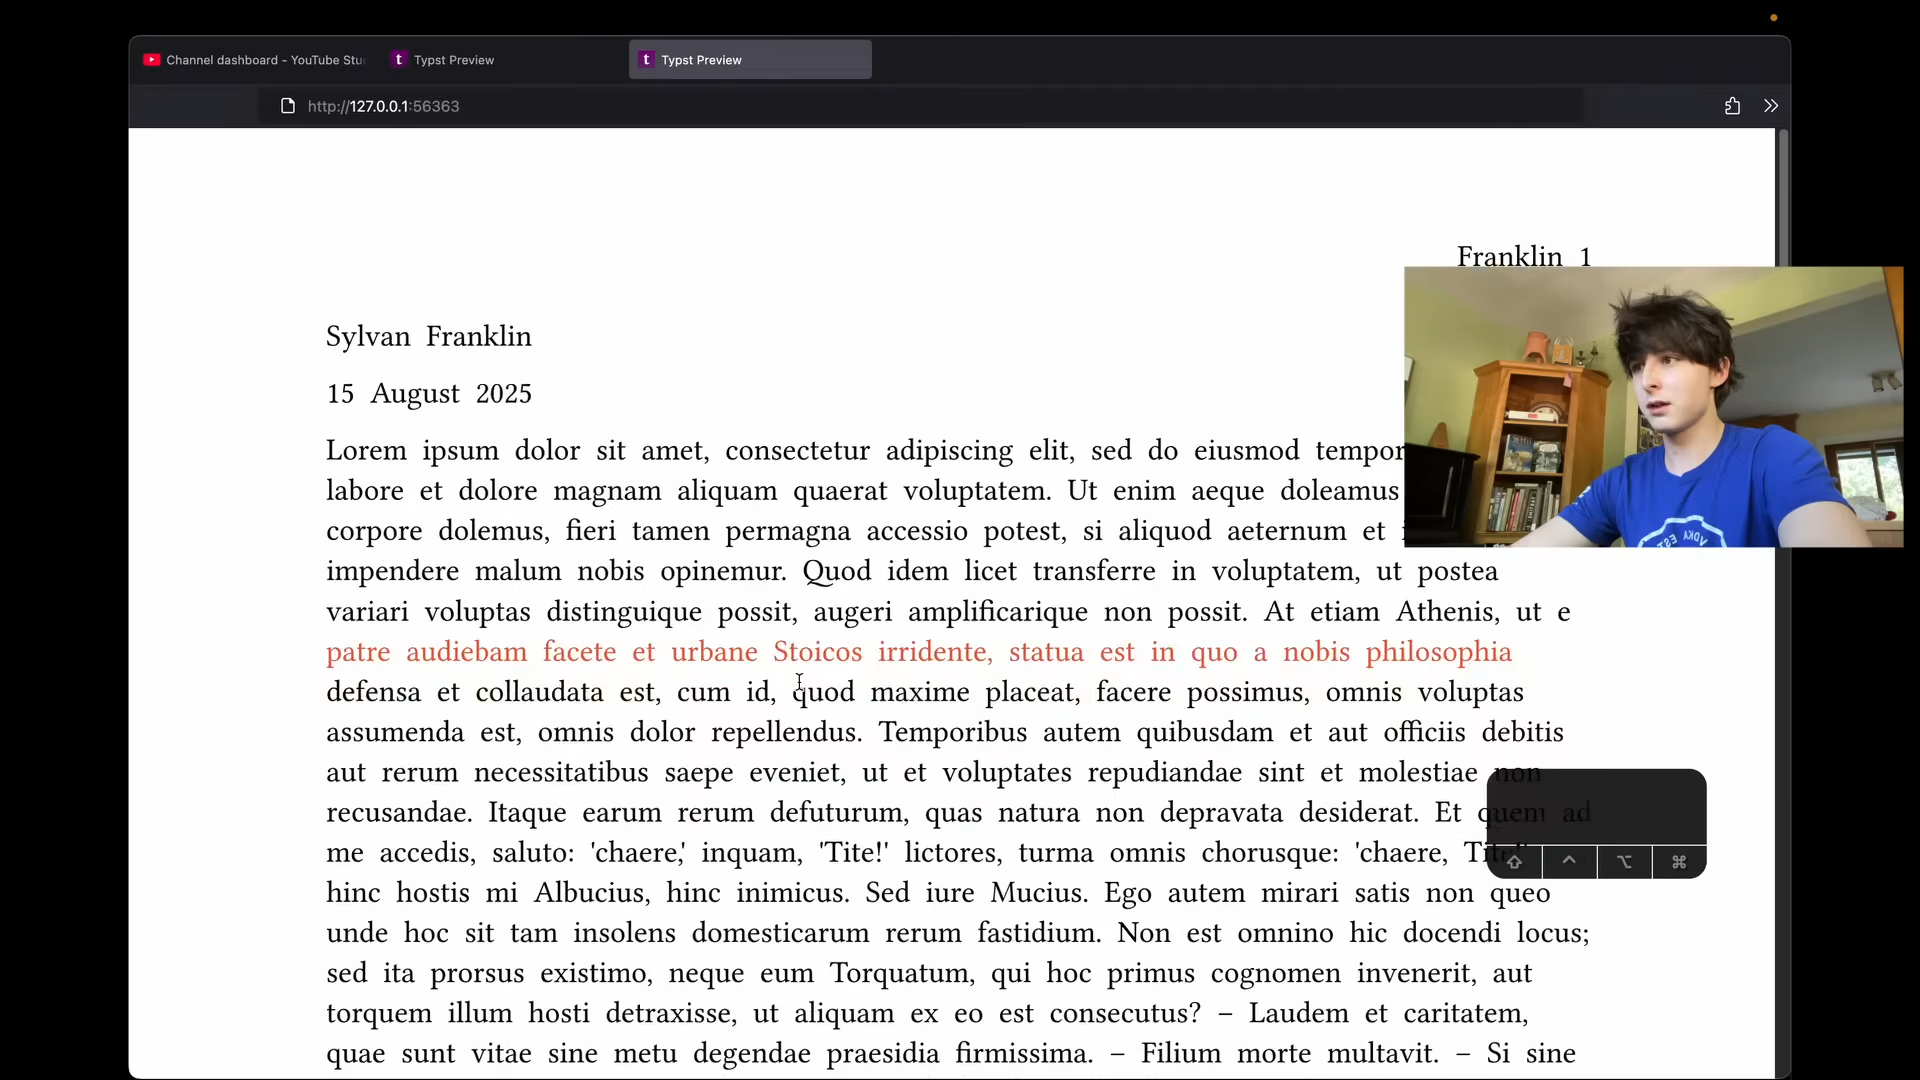 Channel dashboard - YouTube Stu
Typst Preview
Typst Preview
http://127.0.0.1:56363
Franklin 1
Sylvan Franklin
15 August 2025
Lorem ipsum dolor sit amet, consectetur adipiscing elit, sed do eiusmod tempor
labore et dolore magnam aliquam quaerat voluptatem. Ut enim aeque doleamus
corpore dolemus, fieri tamen permagna accessio potest, si aliquod aeternum et
impendere malum nobis opinemur. Quod idem licet transferre in voluptatem, ut postea
variari voluptas distinguique possit, augeri amplificarique non possit. At etiam Athenis, ut e
patre audiebam facete et urbane Stoicos irridente, statua est in quo a nobis philosophia
defensa et collaudata est, cum id, quod maxime placeat, facere possimus, omnis voluptas
assumenda est, omnis dolor repellendus. Temporibus autem quibusdam et aut officiis debitis
aut rerum necessitatibus saepe eveniet, ut et voluptates repudiandae sint et molestiae non
recusandae. Itaque earum rerum defuturum, quas natura non depravata desiderat. Et quem ad
me accedis, saluto: 'chaere,' inquam, 'Tite!' lictores, turma omnis chorusque: 'chaere, Tite!'
hinc hostis mi Albucius, hinc inimicus. Sed iure Mucius. Ego autem mirari satis non queo
unde hoc sit tam insolens domesticarum rerum fastidium. Non est omnino hic docendi locus;
sed ita prorsus existimo, neque eum Torquatum, qui hoc primus cognomen invenerit, aut
torquem illum hosti detraxisse, ut aliquam ex eo est consecutus? – Laudem et caritatem,
quae sunt vitae sine metu degendae praesidia firmissima. – Filium morte multavit. – Si sine